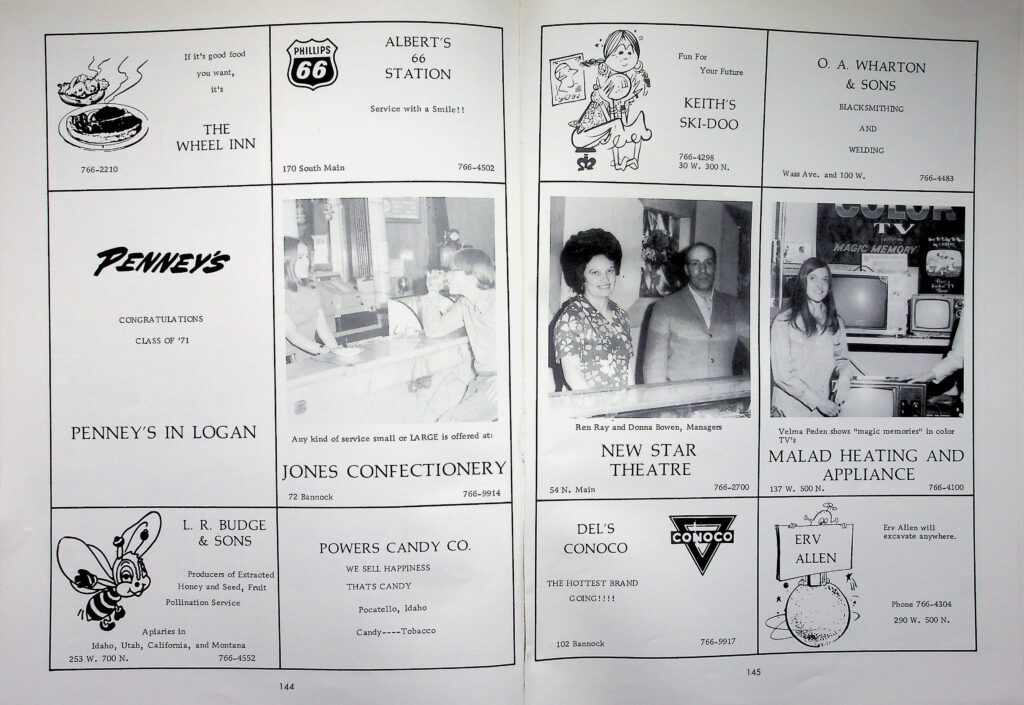 If it's good food
you want,
it's
THE
WHEEL INN
766-2210
PHILLIPS
66
ALBERT'S
66
STATION
Service with a Smile!!
170 South Main
766-4502
PENNEY'S
CONGRATULATIONS
CLASS OF '71
PENNEY'S IN LOGAN
Any kind of service small or LARGE is offered at:
JONES CONFECTIONERY
72 Bannock
766-9914
L. R. BUDGE
& SONS
Producers of Extracted
Honey and Seed, Fruit
Pollination Service
Apiaries in
Idaho, Utah, California, and Montana
253 W. 700 N.
766-4552
POWERS CANDY CO.
WE SELL HAPPINESS
THATS CANDY
Pocatello, Idaho
Candy----Tobacco
144
Fun For
Your Future
KEITH'S
SKI-DOO
766-4298
30 W. 300 N.
O. A. WHARTON
& SONS
BLACKSMITHING
AND
WELDING
Wass Ave. and 100 W.
766-4483
Ren Ray and Donna Bowen, Managers
NEW STAR
THEATRE
54 N. Main
766-2700
COLOR
TV
MAGIC MEMORY
Velma Peden shows "magic memories" in color
TV's
MALAD HEATING AND
APPLIANCE
137 W. 500 N.
766-4100
DEL'S
CONOCO
CONOCO
THE HOTTEST BRAND
GOING!!!!
102 Bannock
766-9917
ERV
ALLEN
Erv Allen will
excavate anywhere.
Phone 766-4304
290 W. 500 N.
145